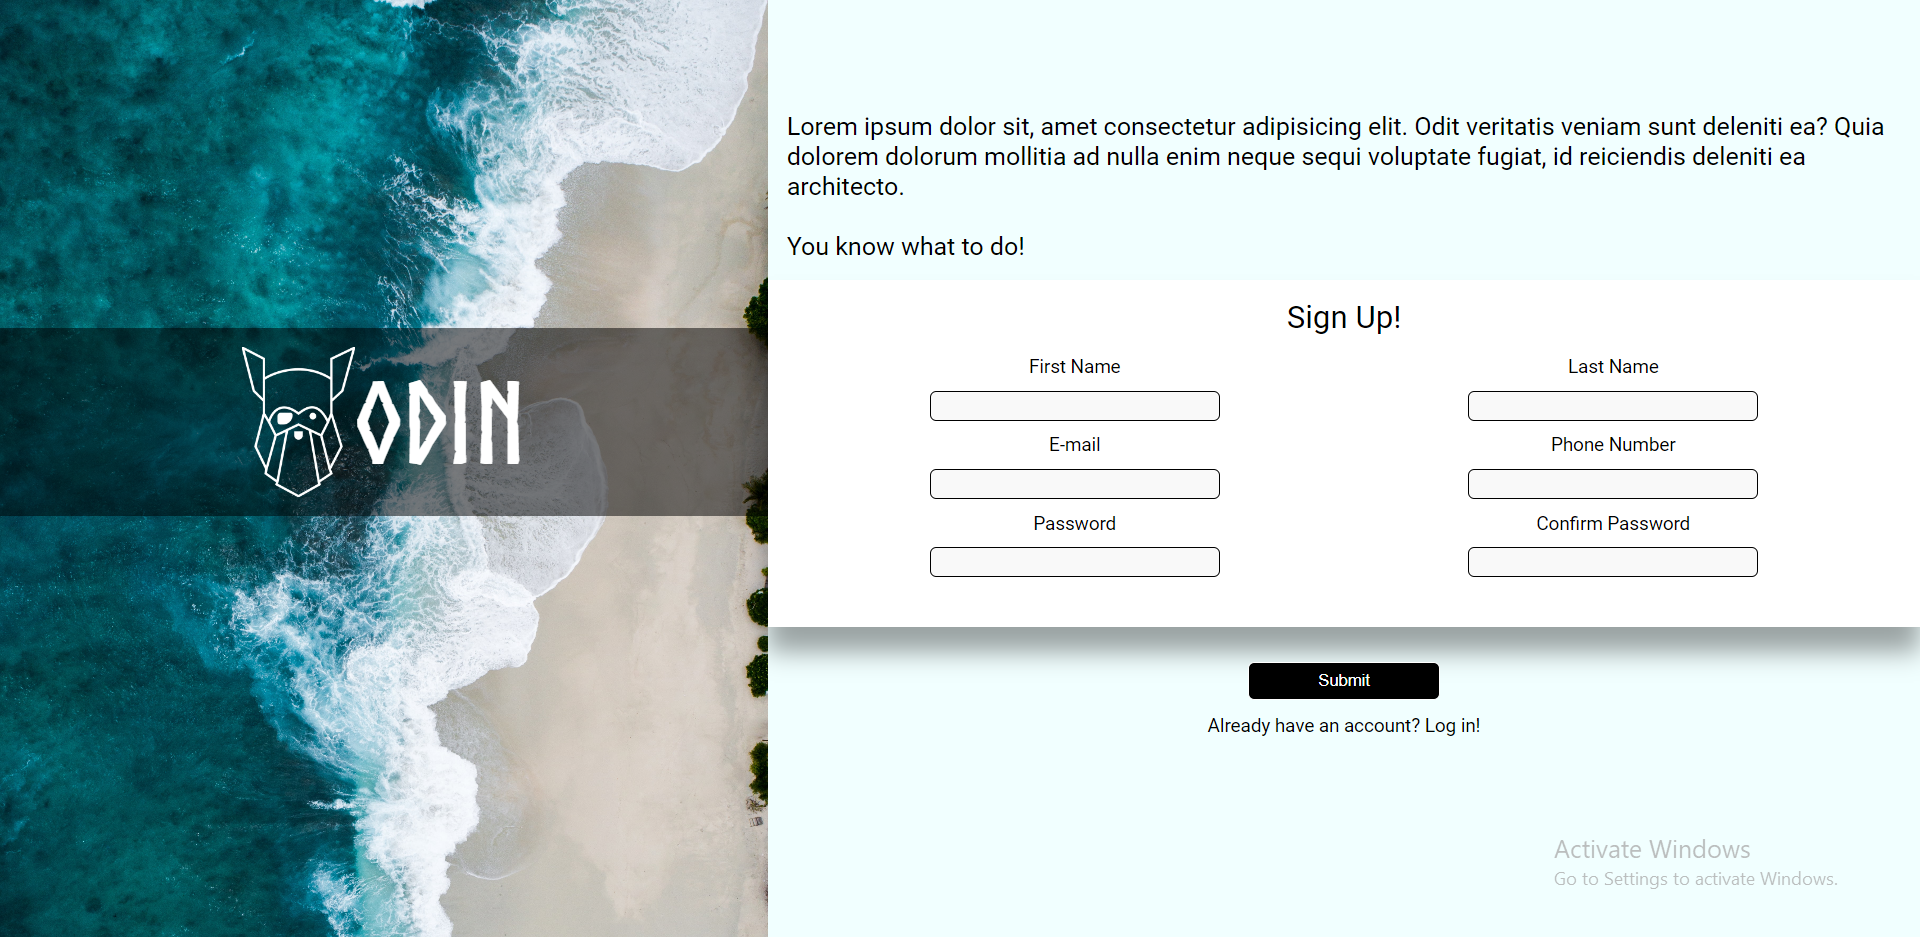 ODIN
Lorem ipsum dolor sit, amet consectetur adipisicing elit. Odit veritatis veniam sunt deleniti ea? Quia
dolorem dolorum mollitia ad nulla enim neque sequi voluptate fugiat, id reiciendis deleniti ea
architecto.
You know what to do!
Sign Up!
First Name
Last Name
E-mail
Phone Number
Password
Confirm Password
Submit
Already have an account? Log in!
Activate Windows
Go to Settings to activate Windows.